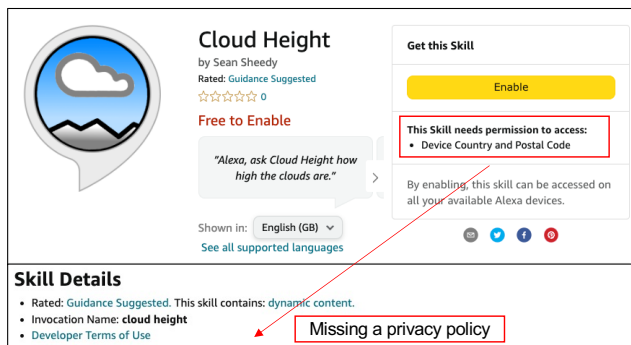 Cloud Height
by Sean Sheedy
Rated: Guidance Suggested
0
Free to Enable
"Alexa, ask Cloud Height how
high the clouds are."
Shown in: English (GB)
See all supported languages
Get this Skill
Enable
This Skill needs permission to access:
• Device Country and Postal Code
By enabling, this skill can be accessed on
all your available Alexa devices.
Skill Details
• Rated: Guidance Suggested. This skill contains: dynamic content.
• Invocation Name: cloud height
• Developer Terms of Use
Missing a privacy policy